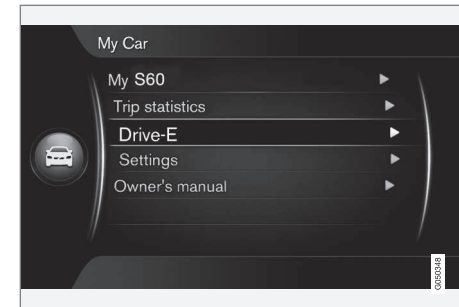 My Car
My S60
Trip statistics
Drive-E
Settings
Owner's manual
G050348